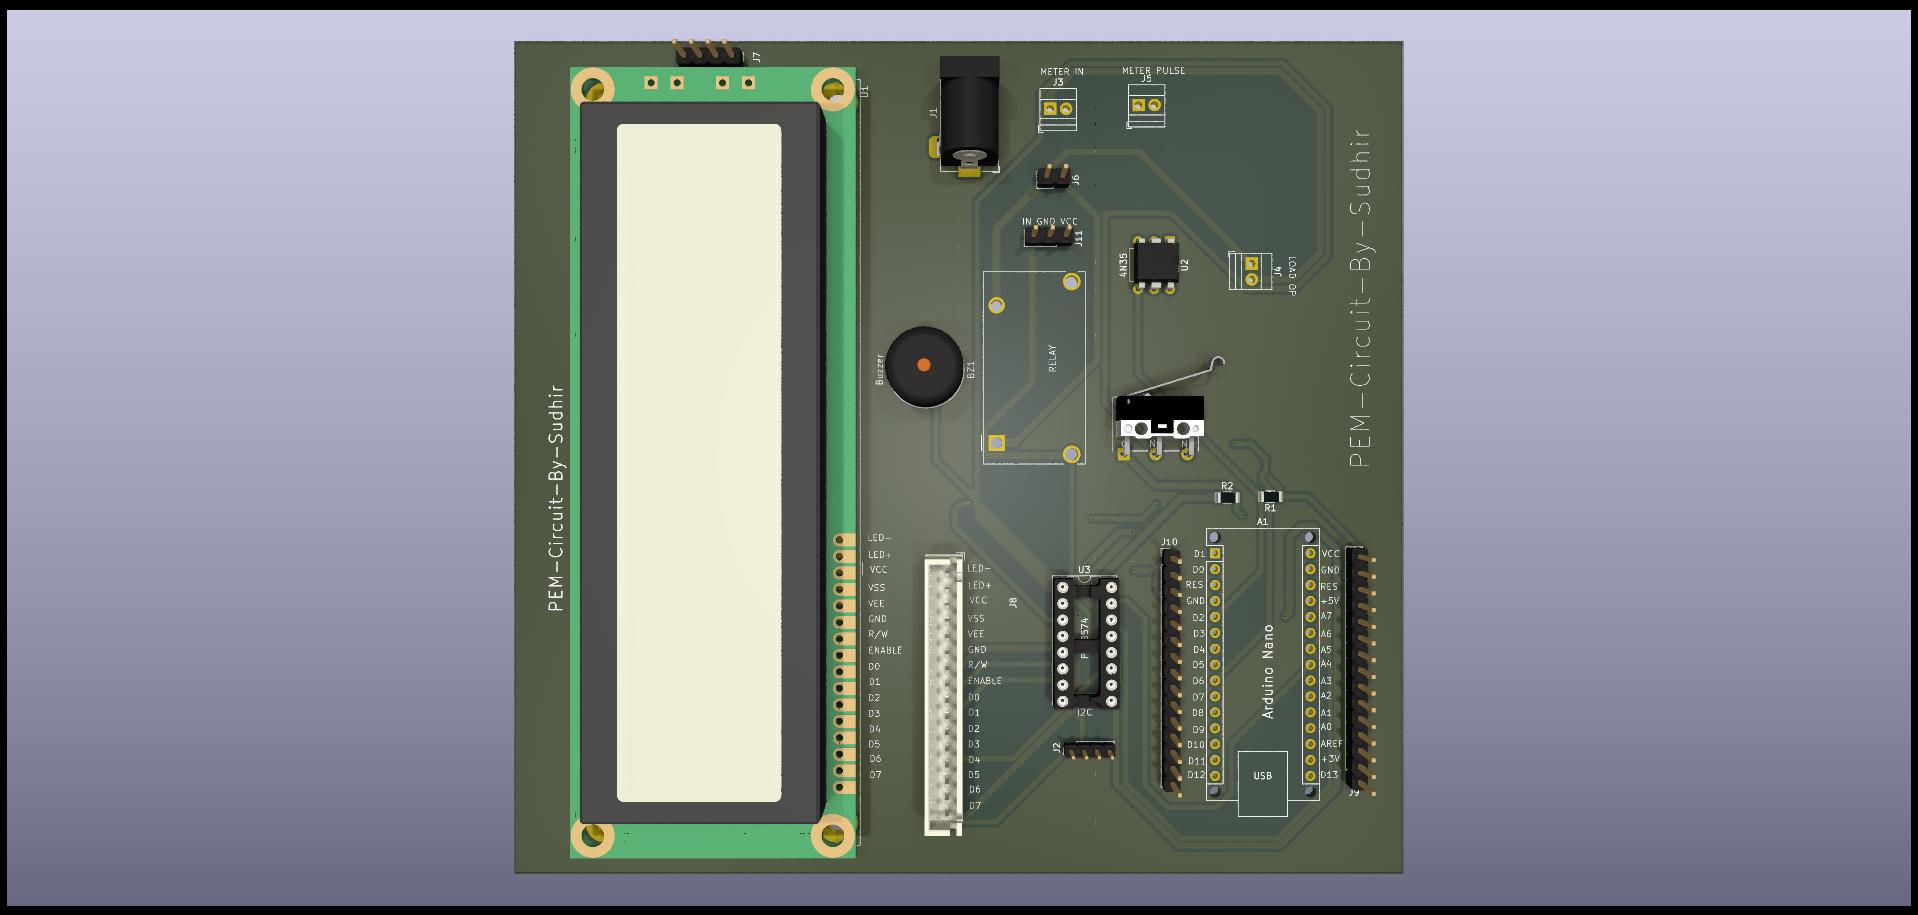 J7
U1
PEM-Circuit-By-Sudhir
LED-
LED+
VCC
VSS
VEE
GND
R/W
ENABLE
D0
D1
D2
D3
D4
D5
D6
D7
J1
METER IN
J3
METER PULSE
J5
J6
IN GND VCC
J11
4N35
U2
J4
LOAD OP
PEM-Circuit-By-Sudhir
Buzzer
BZ1
RELAY
R2
R1
A1
LED-
LED+
VCC
VSS
VEE
GND
R/W
ENABLE
D0
D1
D2
D3
D4
D5
D6
D7
J8
U3
I2C
J2
J10
D1
D0
RES
GND
D2
D3
D4
D5
D6
D7
D8
D9
D10
D11
D12
Arduino Nano
USB
VCC
GND
RES
+5V
A7
A6
A5
A4
A3
A2
A1
A0
AREF
+3V
D13
J9